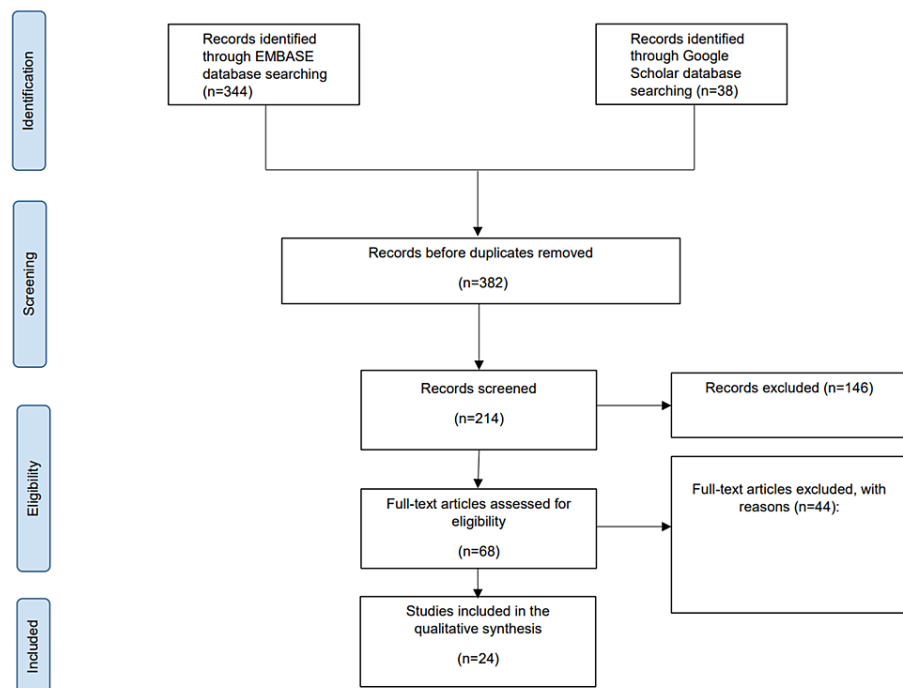 Identification
Records identified
through EMBASE
database searching
(n=344)
Records identified
through Google
Scholar database
searching (n=38)
Screening
Records before duplicates removed
(n=382)
Records screened
(n=214)
Records excluded (n=146)
Eligibility
Full-text articles assessed for
eligibility
(n=68)
Full-text articles excluded, with
reasons (n=44):
Included
Studies included in the
qualitative synthesis
(n=24)